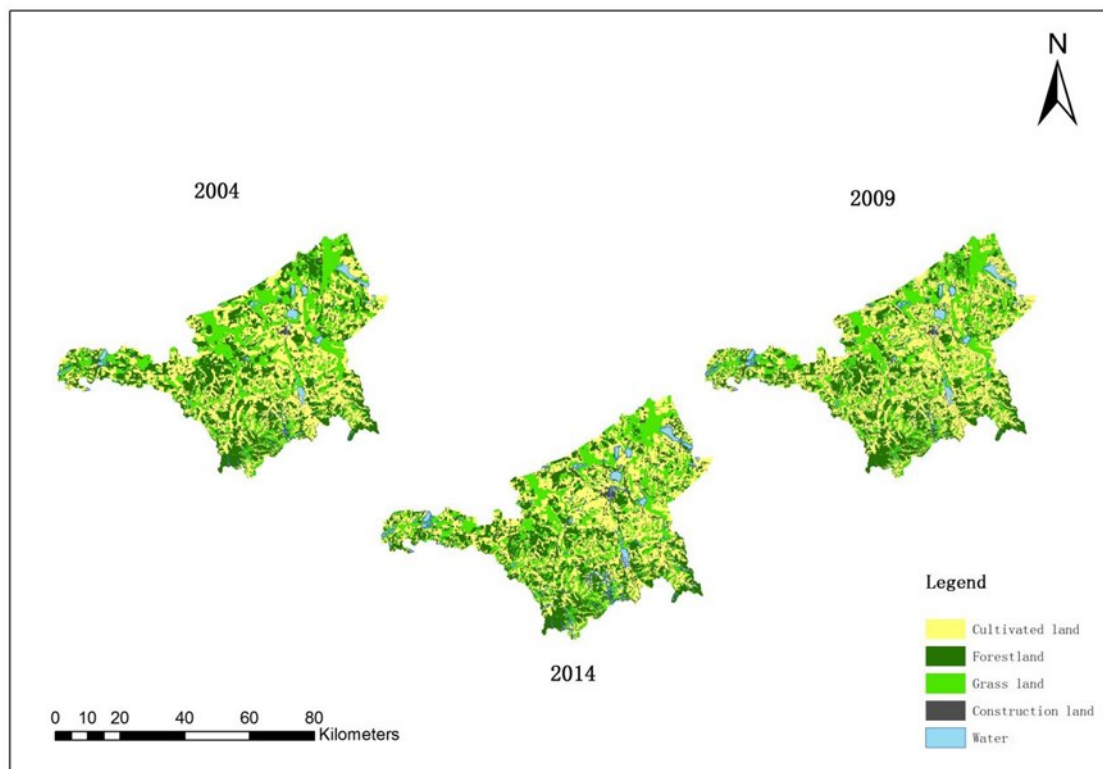 N
2004
2009
2014
Legend
Cultivated land
Forestland
Grass land
Construction land
Water
0 10 20 40 60 80
Kilometers